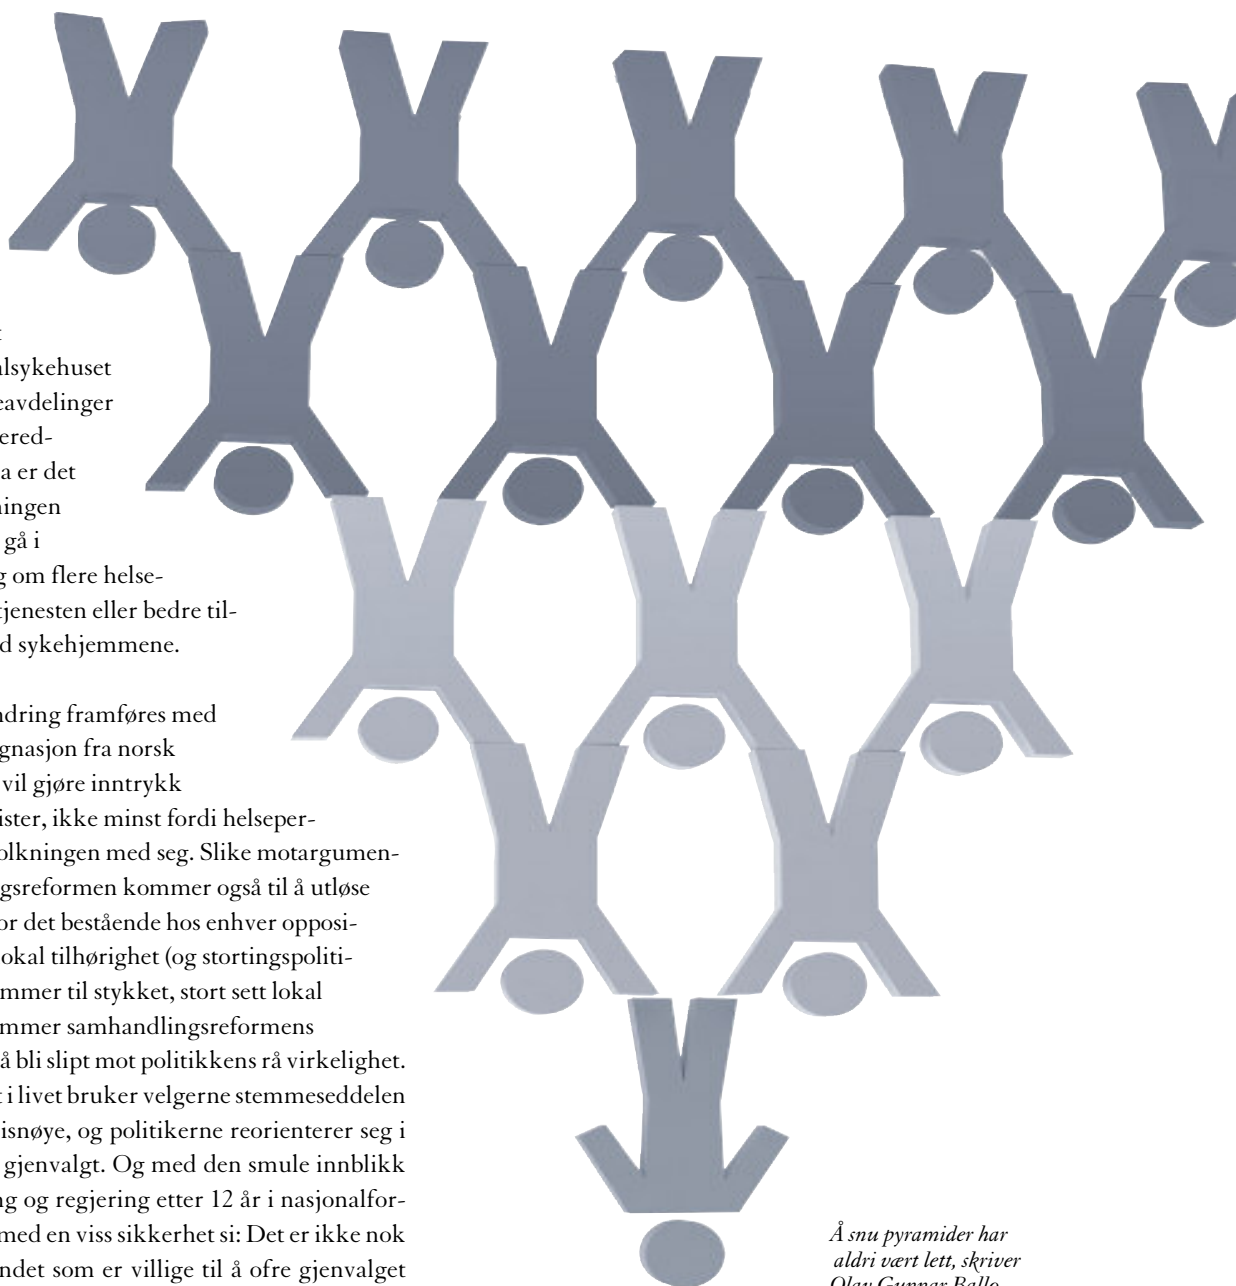 alsykehuset
eavdelinger
ered-
a er det
ningen
gå i
g om flere helse-
tjenesten eller bedre til-
d sykehjemmene.
ndring framføres med
gnasjon fra norsk
vil gjøre inntrykk
ister, ikke minst fordi helseper-
olkningen med seg. Slike motargumen-
gsreformen kommer også til å utløse
or det bestående hos enhver opposi-
okal tilhørighet (og stortingspoliti-
mmer til stykket, stort sett lokal
mmer samhandlingsreformens
å bli slipt mot politikkens rå virkelighet.
t i livet bruker velgerne stemmeseddelen
isnøye, og politikerne reorienterer seg i
gjenvalgt. Og med den smule innblikk
ng og regjering etter 12 år i nasjonalfor-
med en viss sikkerhet si: Det er ikke nok
ndet som er villige til å ofre gjenvalget
Å snu pyramider har
aldri vært lett, skriver
Olav Gunnar Ballo